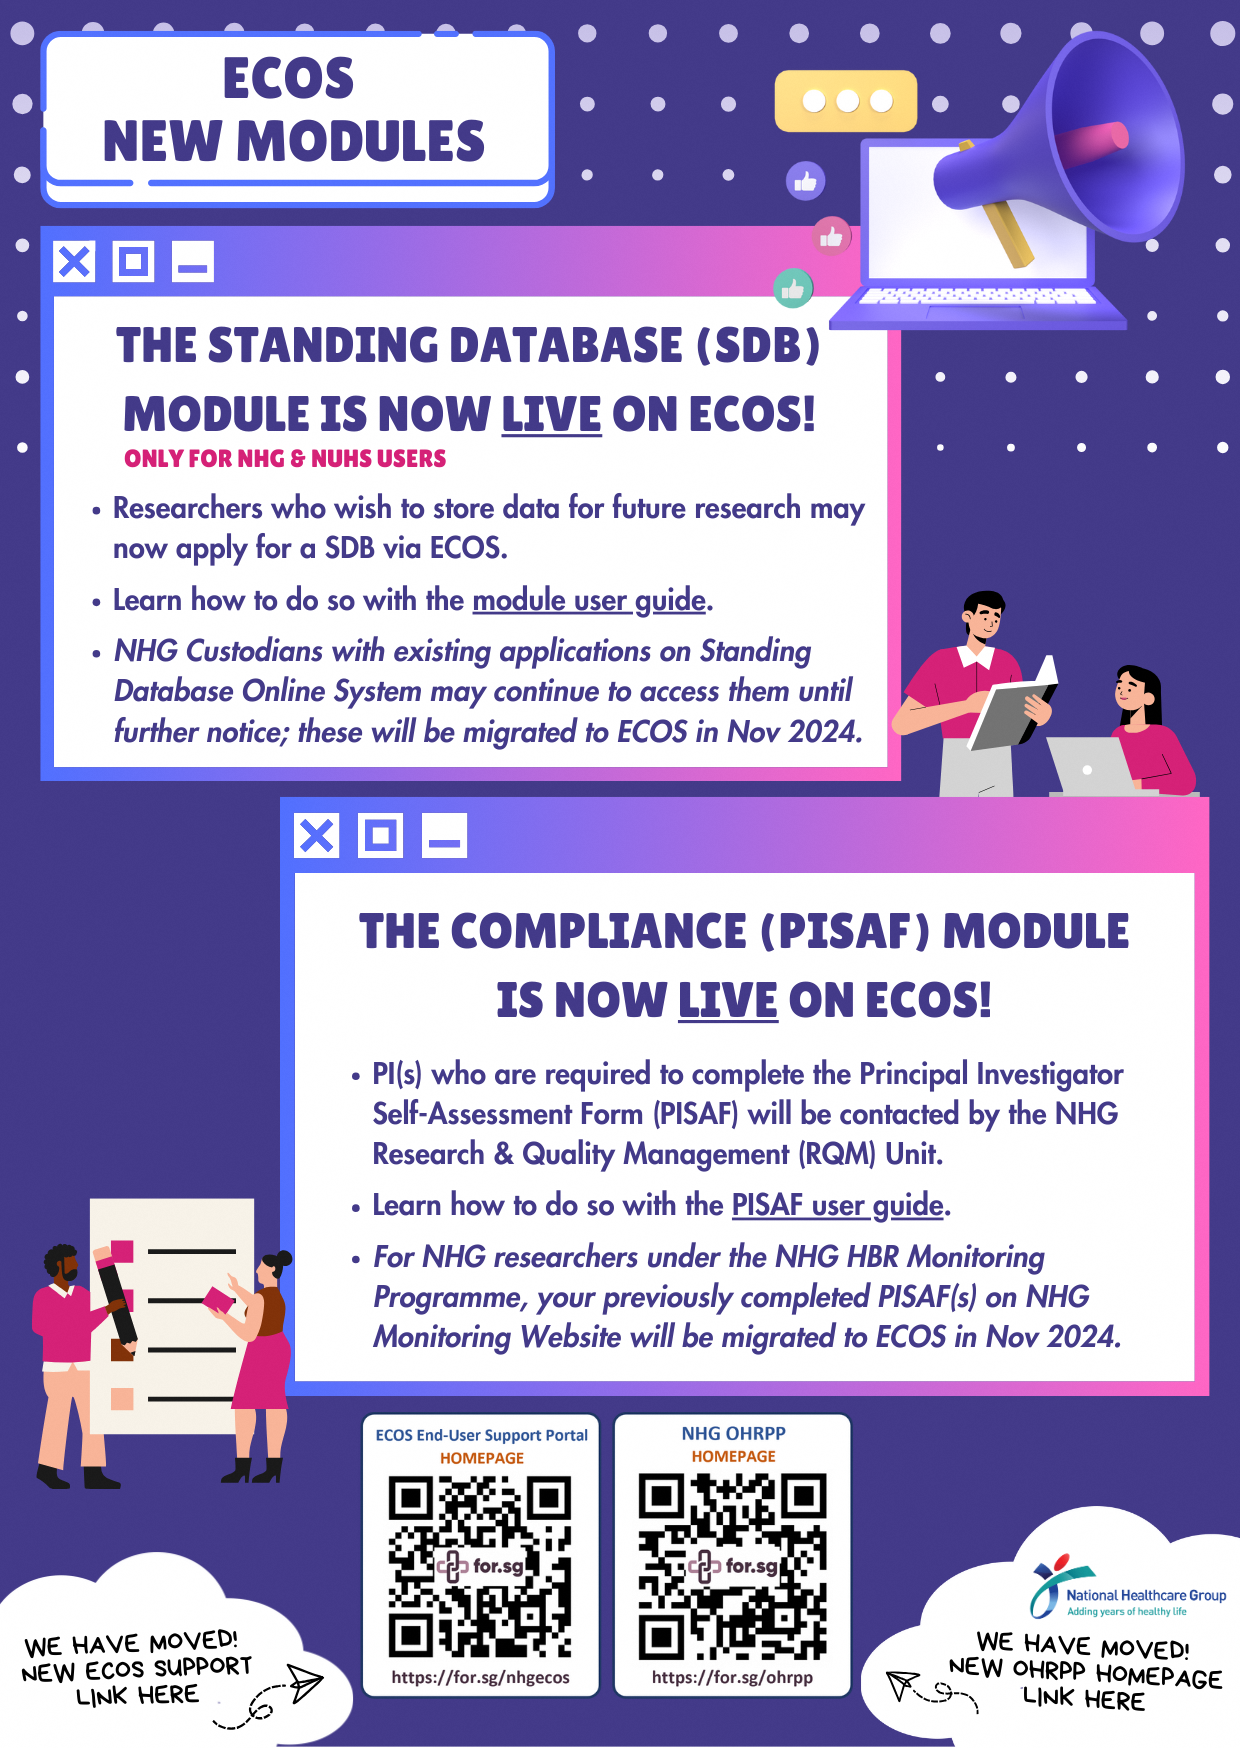 ECOS
NEW MODULES
THE STANDING DATABASE (SDB)
MODULE IS NOW LIVE ON ECOS!
ONLY FOR NHG & NUHS USERS
• Researchers who wish to store data for future research may
now apply for a SDB via ECOS.
• Learn how to do so with the module user guide.
• NHG Custodians with existing applications on Standing
Database Online System may continue to access them until
further notice; these will be migrated to ECOS in Nov 2024.
THE COMPLIANCE (PISAF) MODULE
IS NOW LIVE ON ECOS!
• PI(s) who are required to complete the Principal Investigator
Self-Assessment Form (PISAF) will be contacted by the NHG
Research & Quality Management (RQM) Unit.
• Learn how to do so with the PISAF user guide.
• For NHG researchers under the NHG HBR Monitoring
Programme, your previously completed PISAF(s) on NHG
Monitoring Website will be migrated to ECOS in Nov 2024.
ECOS End-User Support Portal
HOMEPAGE
for.sg
https://for.sg/nhgecos
NHG OHRPP
HOMEPAGE
for.sg
https://for.sg/ohrpp
WE HAVE MOVED!
NEW ECOS SUPPORT
LINK HERE
National Healthcare Group
Adding years of healthy life
WE HAVE MOVED!
NEW OHRPP HOMEPAGE
LINK HERE